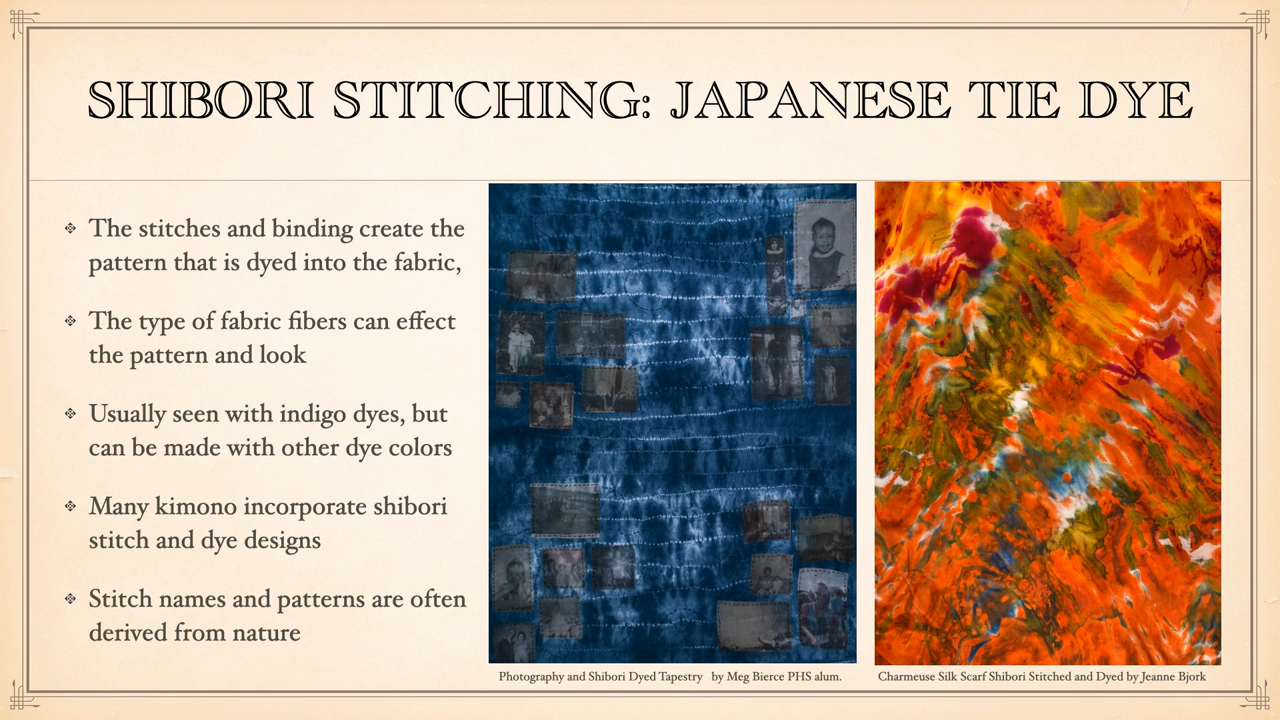 SHIBORI STITCHING: JAPANESE TIE DYE
The stitches and binding create the
pattern that is dyed into the fabric,
The type of fabric fibers can effect
the pattern and look
Usually seen with indigo dyes, but
can be made with other dye colors
Many kimono incorporate shibori
stitch and dye designs
Stitch names and patterns are often
derived from nature
Photography and Shibori Dyed Tapestry by Meg Bierce PHS alum.
Charmeuse Silk Scarf Shibori Stitched and Dyed by Jeanne Bjork